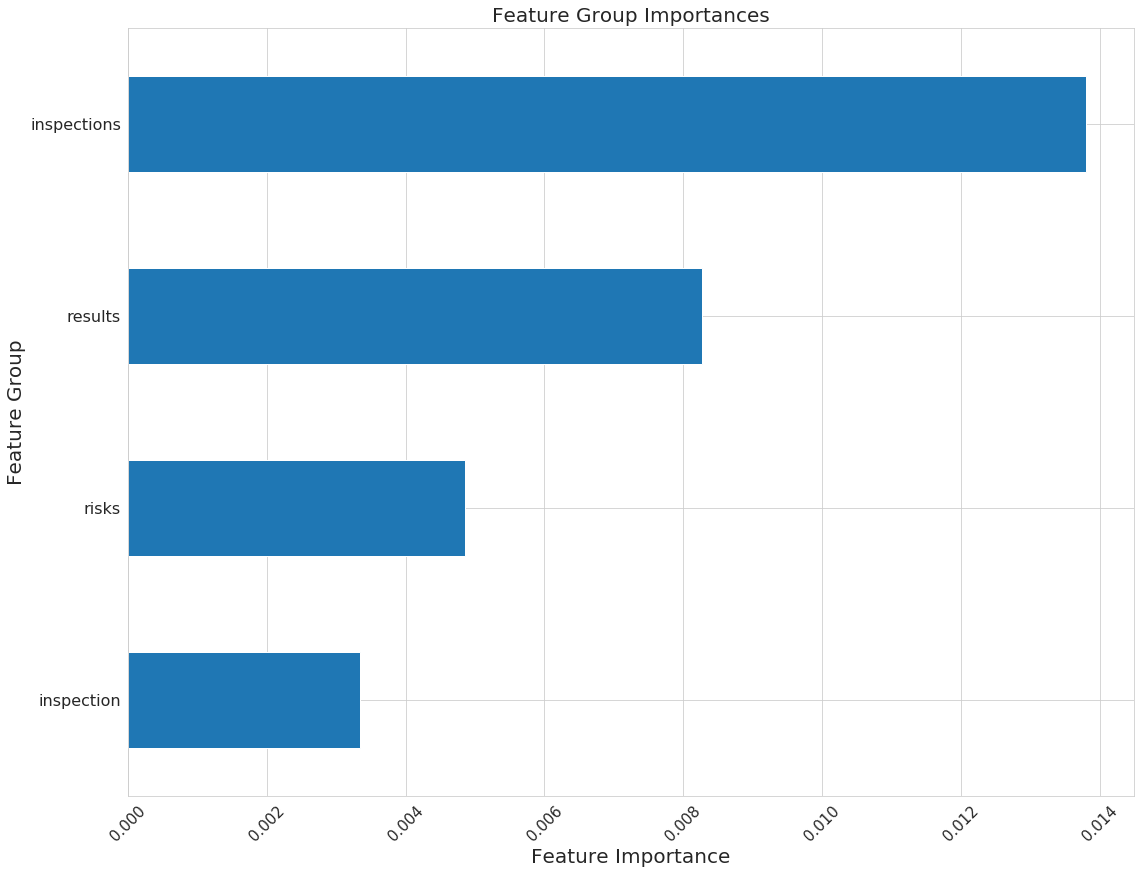 Feature Group Importances
inspections
results
risks
inspection
Feature Group
0.000
0.002
0.004
0.006
0.008
0.010
0.012
0.014
Feature Importance